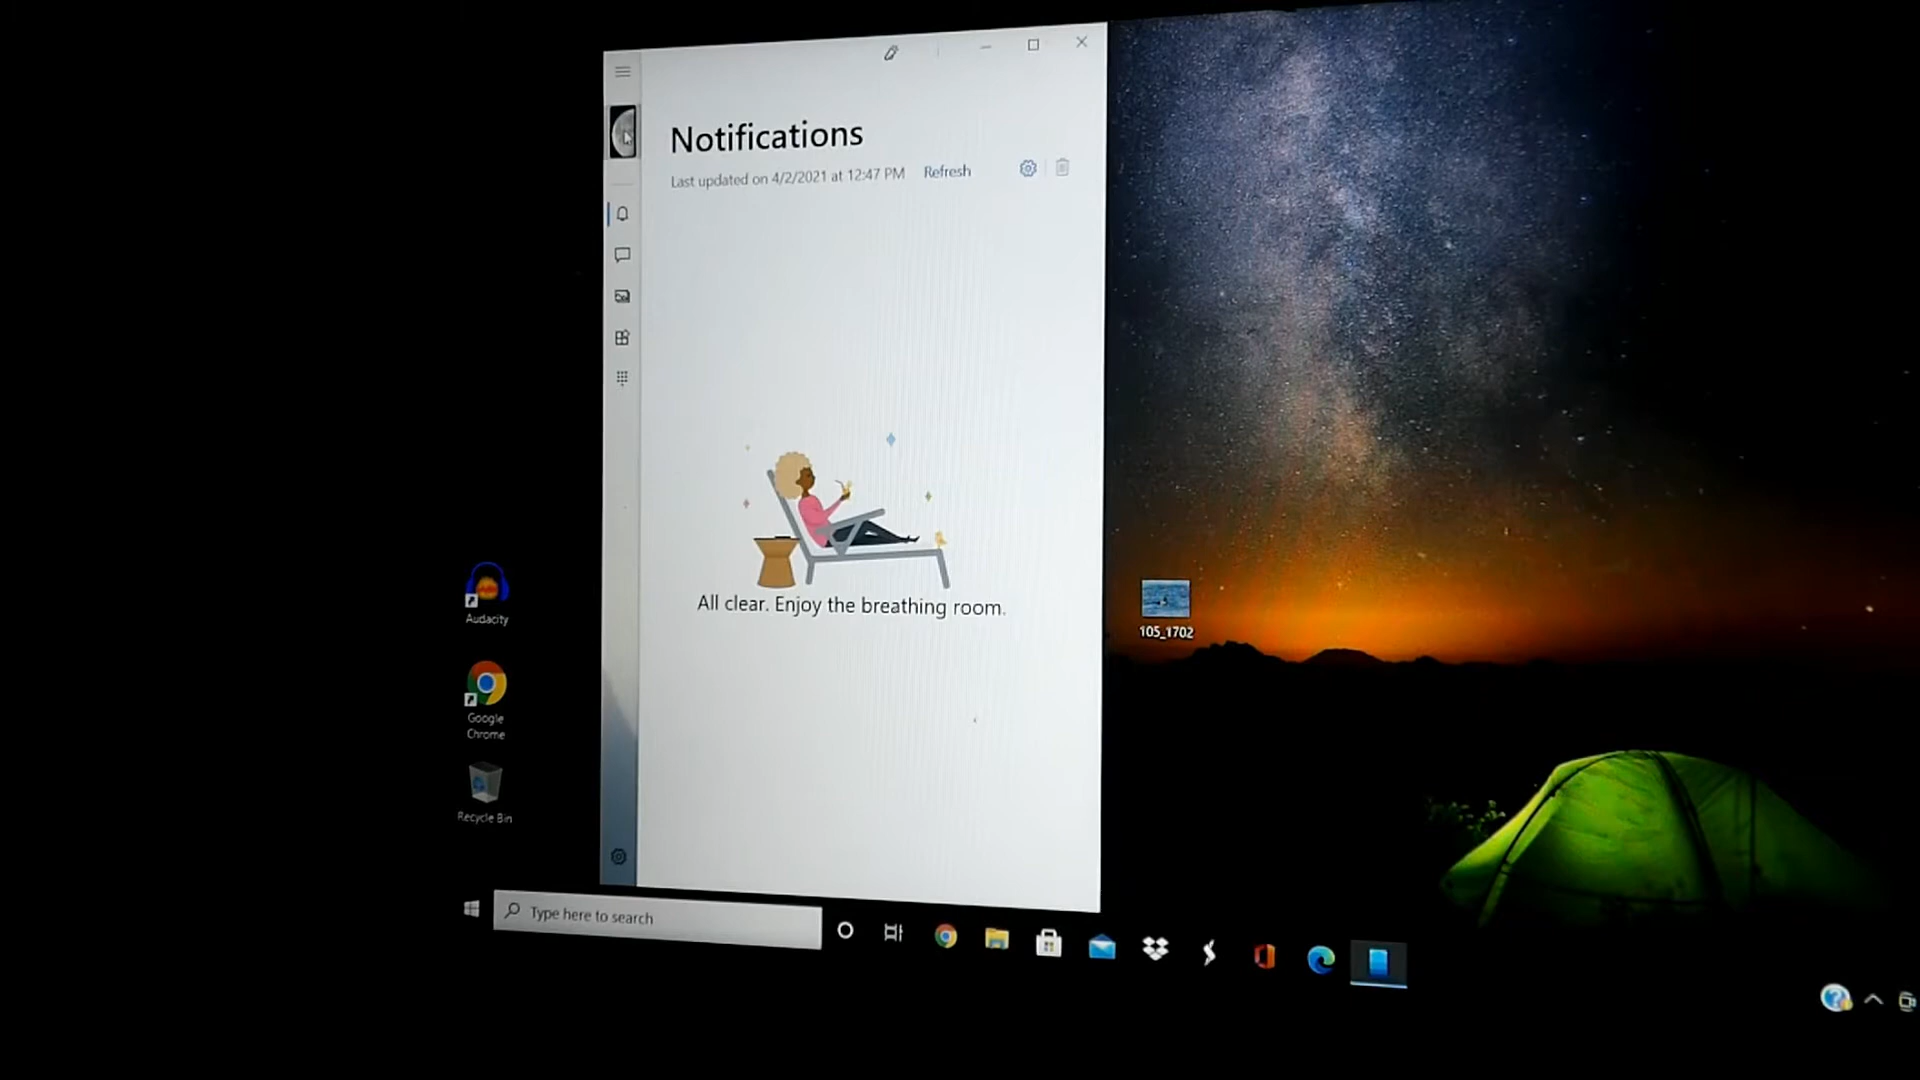 Notifications
Last updated on 4/2/2021 at 12:47 PM Refresh
All clear. Enjoy the breathing room.
Audacity
Google
Chrome
Recycle Bin
105_1702
Type here to search